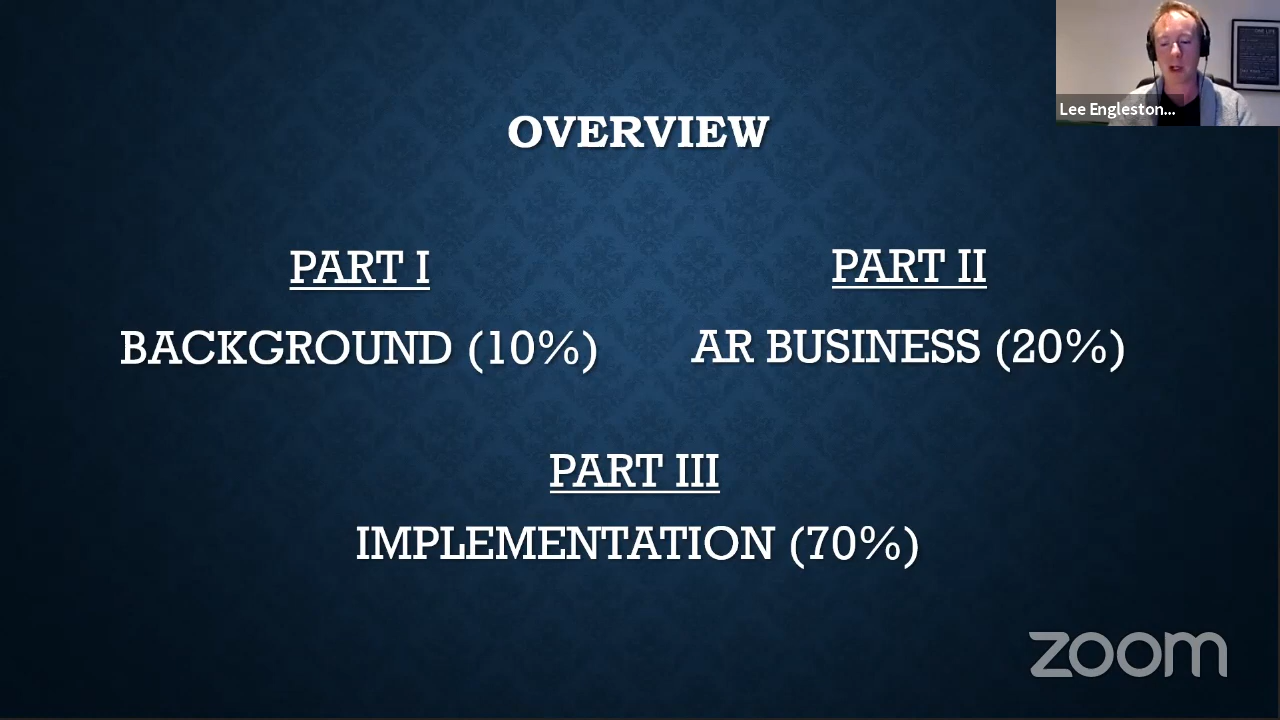 Lee Engleston...
OVERVIEW
PART I
BACKGROUND (10%)
PART II
AR BUSINESS (20%)
PART III
IMPLEMENTATION (70%)
zoom